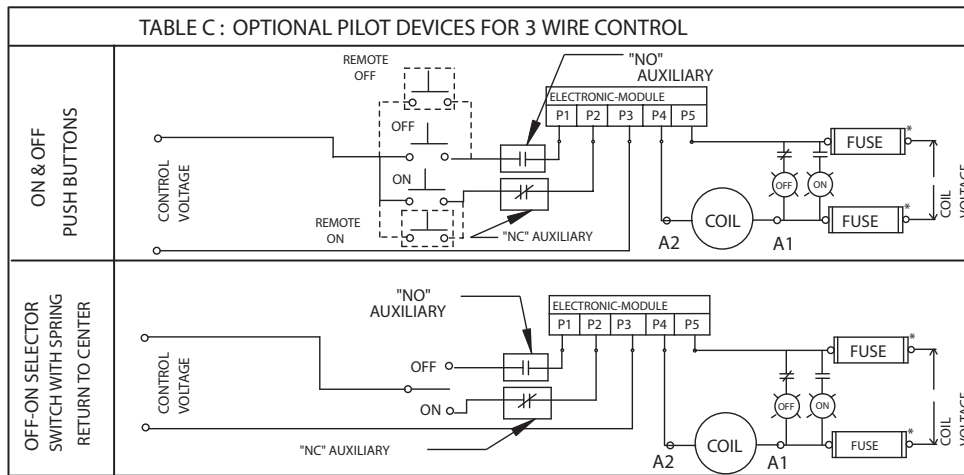 TABLE C : OPTIONAL PILOT DEVICES FOR 3 WIRE CONTROL
ON & OFF
PUSH BUTTONS
CONTROL
VOLTAGE
REMOTE
OFF
OFF
ON
REMOTE
ON
"NO"
AUXILIARY
"NC" AUXILIARY
ELECTRONIC-MODULE
P1 P2 P3 P4 P5
A2
COIL
A1
OFF
ON
FUSE*
FUSE*
COIL
VOLTAGE
OFF-ON SELECTOR
SWITCH WITH SPRING
RETURN TO CENTER
CONTROL
VOLTAGE
OFF
ON
"NO"
AUXILIARY
"NC" AUXILIARY
ELECTRONIC-MODULE
P1 P2 P3 P4 P5
A2
COIL
A1
OFF
ON
FUSE*
FUSE*
COIL
VOLTAGE